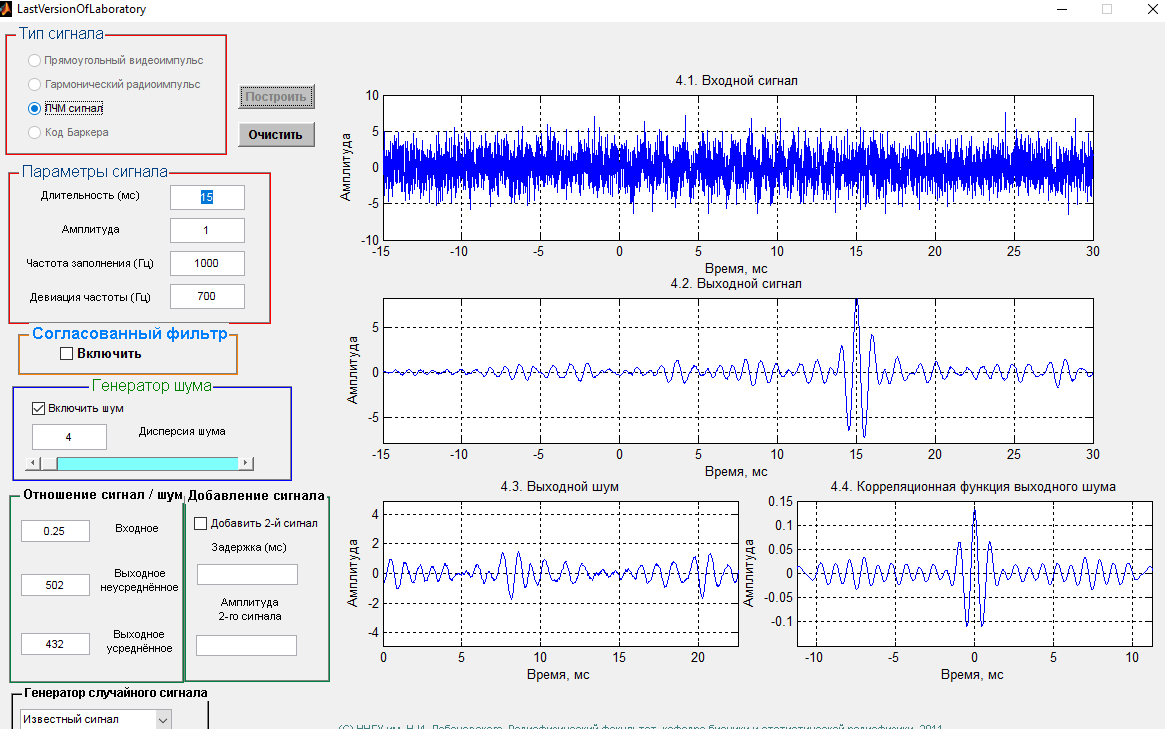 LastVersionOfLaboratory
Тип сигнала
Прямоугольный видеоимпульс
Гармонический радиоимпульс
ЛЧМ сигнал
Код Баркера
Построить
Очистить
Параметры сигнала
Длительность (мс)
15
Амплитуда
1
Частота заполнения (Гц)
1000
Девиация частоты (Гц)
700
Согласованный фильтр
Включить
Генератор шума
Включить шум
4
Дисперсия шума
Отношение сигнал / шум
0.25
Входное
502
Выходное
неусреднённое
432
Выходное
усреднённое
Добавление сигнала
Добавить 2-й сигнал
Задержка (мс)
Амплитуда
2-го сигнала
Генератор случайного сигнала
Известный сигнал
4.1. Входной сигнал
Амплитуда
10
5
0
-5
-10
-15 -10 -5 0 5 10 15 20 25 30
Время, мс
4.2. Выходной сигнал
Амплитуда
5
0
-5
-15 -10 -5 0 5 10 15 20 25 30
Время, мс
4.3. Выходной шум
Амплитуда
4
2
0
-2
-4
0 5 10 15 20
Время, мс
4.4. Корреляционная функция выходного шума
Амплитуда
0.15
0.1
0.05
0
-0.05
-0.1
-10 -5 0 5 10
Время, мс
(С) ННГУ им. Н.И. Лобачевского, Радиофизический факультет, кафедра бионики и статистической радиофизики, 2011